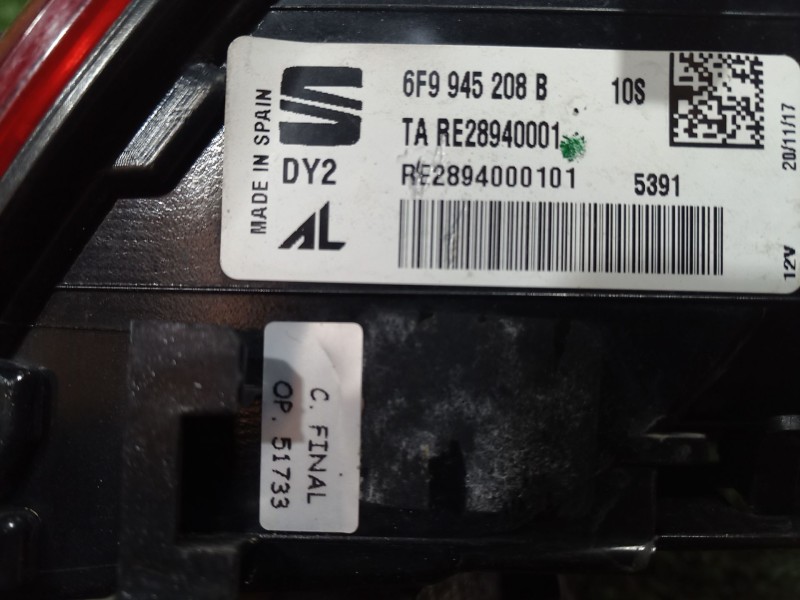 6F9 945 208 B 10S
TA RE28940001
RE2894000101 5391
MADE IN SPAIN
DY2
AL
20/11/17
12V
C. FINAL
OP. 51733